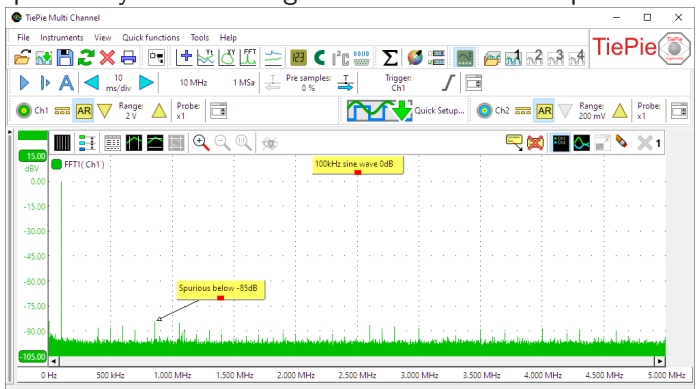 TiePie Multi Channel
File Instruments View Quick functions Tools Help
TiePie
10 ms/div 10 MHz 1 MSa Pre samples: 0 % Trigger: Ch1
Ch1 AR Range: 2 V Probe: x1 Quick Setup... Ch2 AR Range: 200 mV Probe: x1
1
15.00
dBV
FFT1( Ch1 )
100kHz sine wave 0dB
0.00
-15.00
-30.00
-45.00
-60.00
Spurious below -85dB
-75.00
-90.00
-105.00
0 Hz 500 kHz 1.000 MHz 1.500 MHz 2.000 MHz 2.500 MHz 3.000 MHz 3.500 MHz 4.000 MHz 4.500 MHz 5.000 MHz